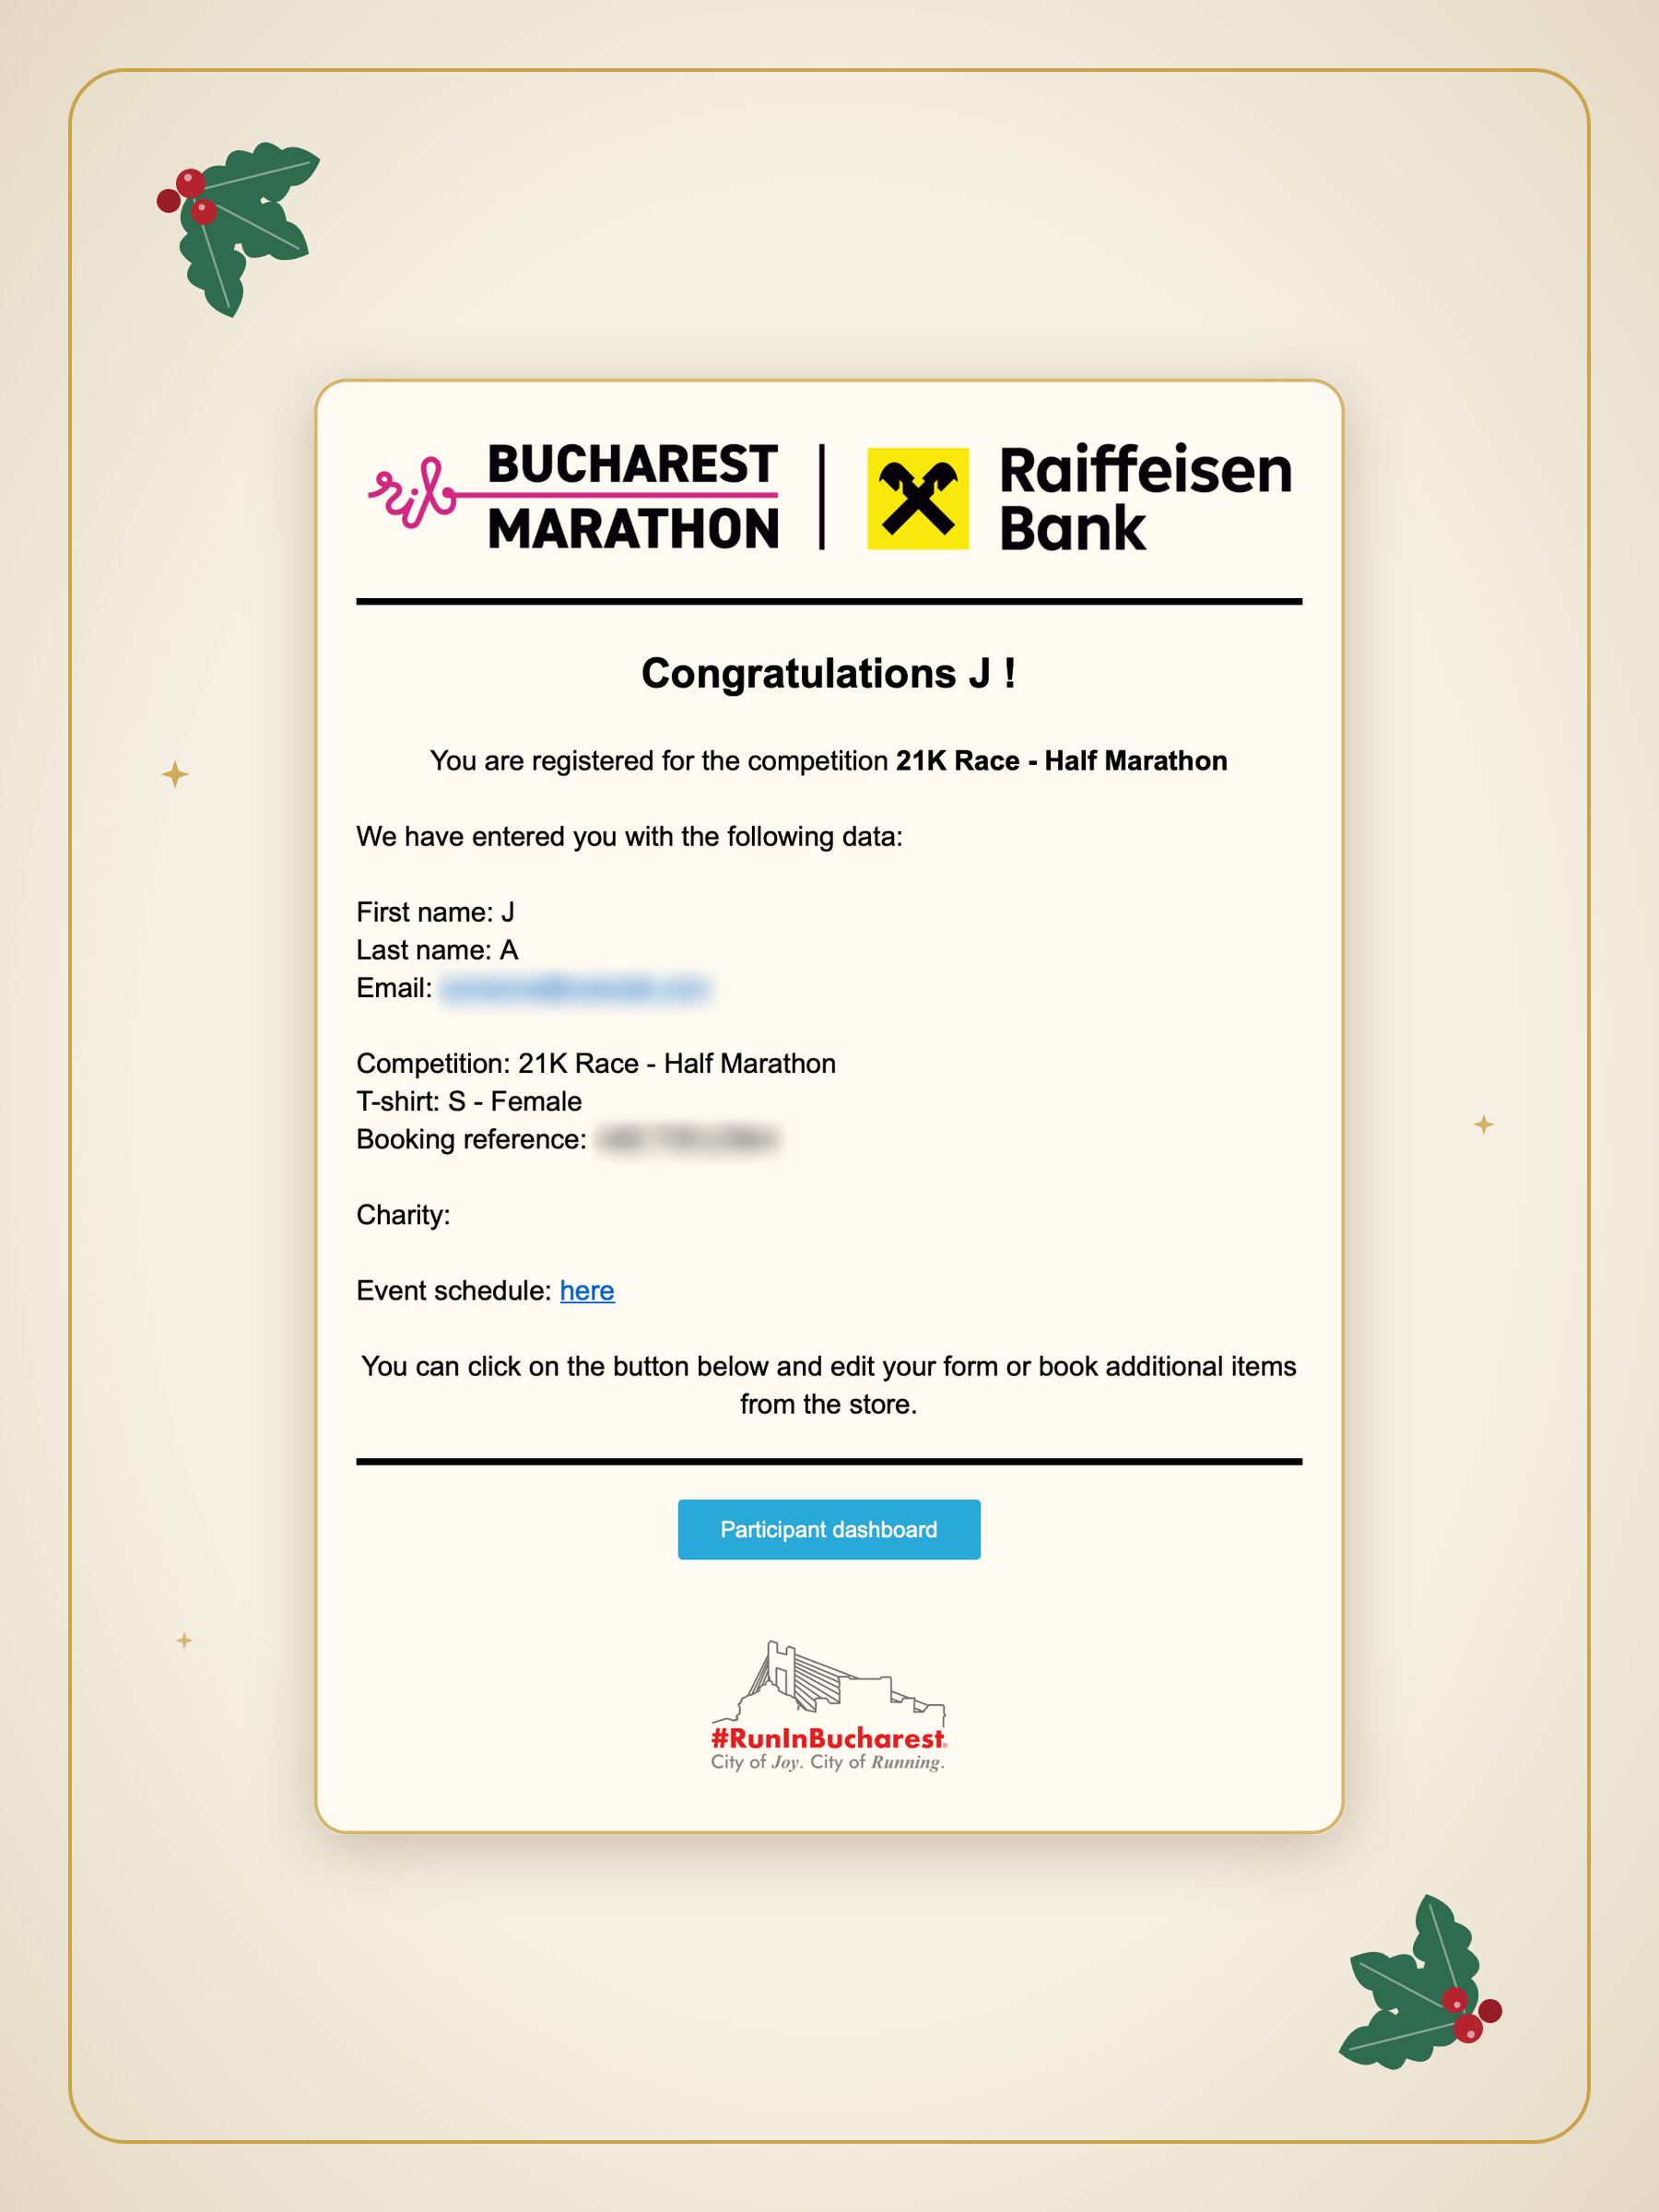 ril BUCHAREST MARATHON | Raiffeisen Bank
Congratulations J !
You are registered for the competition 21K Race - Half Marathon
We have entered you with the following data:
First name: J
Last name: A
Email:
Competition: 21K Race - Half Marathon
T-shirt: S - Female
Booking reference:
Charity:
Event schedule: here
You can click on the button below and edit your form or book additional items
from the store.
Participant dashboard
#RunInBucharest
City of Joy. City of Running.